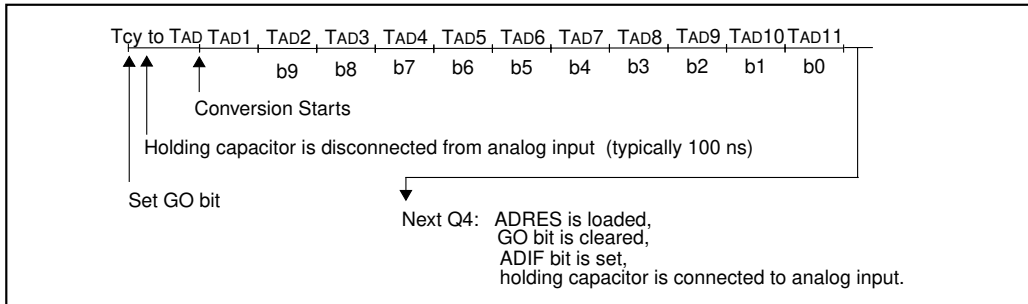 Tcy to TAD TAD1 TAD2 TAD3 TAD4 TAD5 TAD6 TAD7 TAD8 TAD9 TAD10 TAD11
b9 b8 b7 b6 b5 b4 b3 b2 b1 b0
Conversion Starts
Holding capacitor is disconnected from analog input (typically 100 ns)
Set GO bit
Next Q4: ADRES is loaded,
GO bit is cleared,
ADIF bit is set,
holding capacitor is connected to analog input.